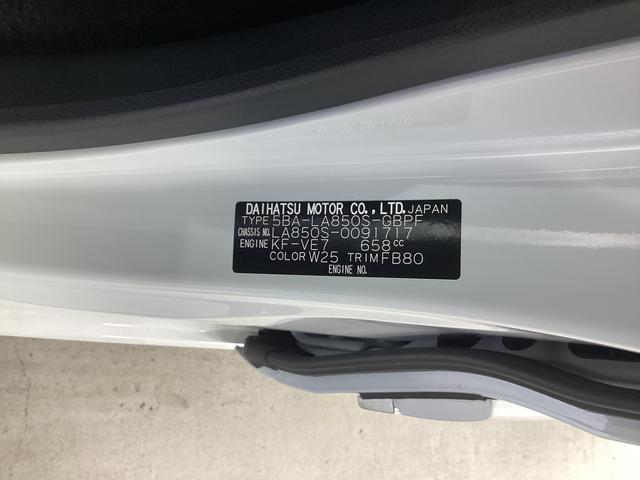 DAIHATSU MOTOR CO.,LTD. JAPAN
TYPE 5BA-LA850S-GBPF
CHASSIS NO. LA850S-0091717
ENGINE KF-VE7 658cc
COLOR W25 TRIM FB80
ENGINE NO.